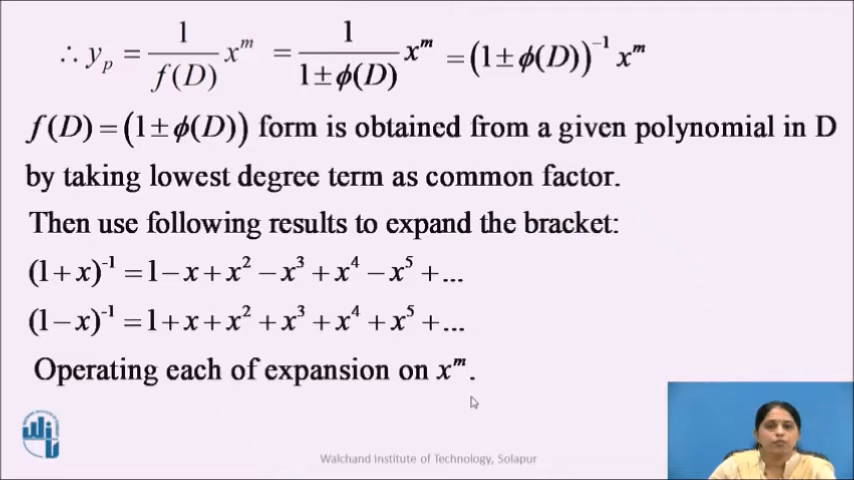 ∴ y_p = 1/f(D) x^m = 1/(1±ϕ(D)) x^m = (1±ϕ(D))^-1 x^m
f(D) = (1±ϕ(D)) form is obtained from a given polynomial in D
by taking lowest degree term as common factor.
Then use following results to expand the bracket:
(1+x)^-1 = 1−x+x^2 −x^3 +x^4 −x^5 +...
(1−x)^-1 = 1+x+x^2 +x^3 +x^4 +x^5 +...
Operating each of expansion on x^m.
Walchand Institute of Technology, Solapur